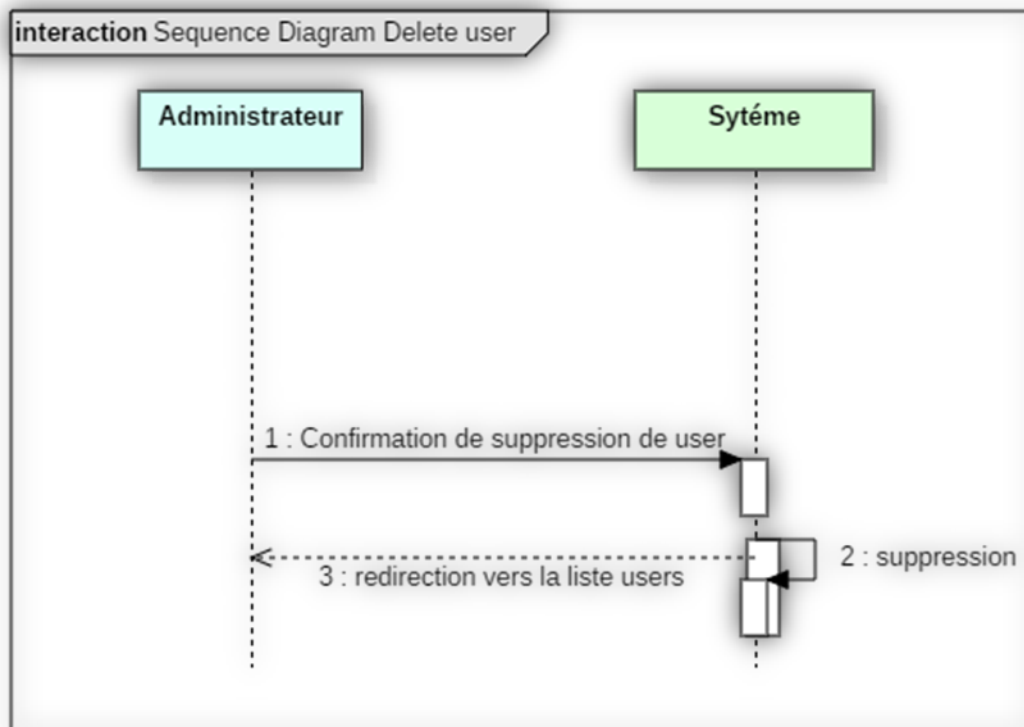 interaction Sequence Diagram Delete user
Administrateur
Sytéme
1 : Confirmation de suppression de user
2 : suppression
3 : redirection vers la liste users